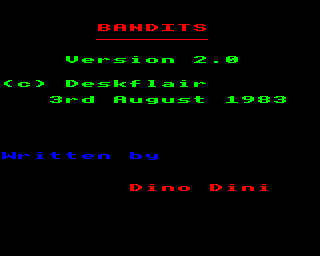 BANDITS
Version 2.0
(c) Deskflair
3rd August 1983
Written by
Dino Dini